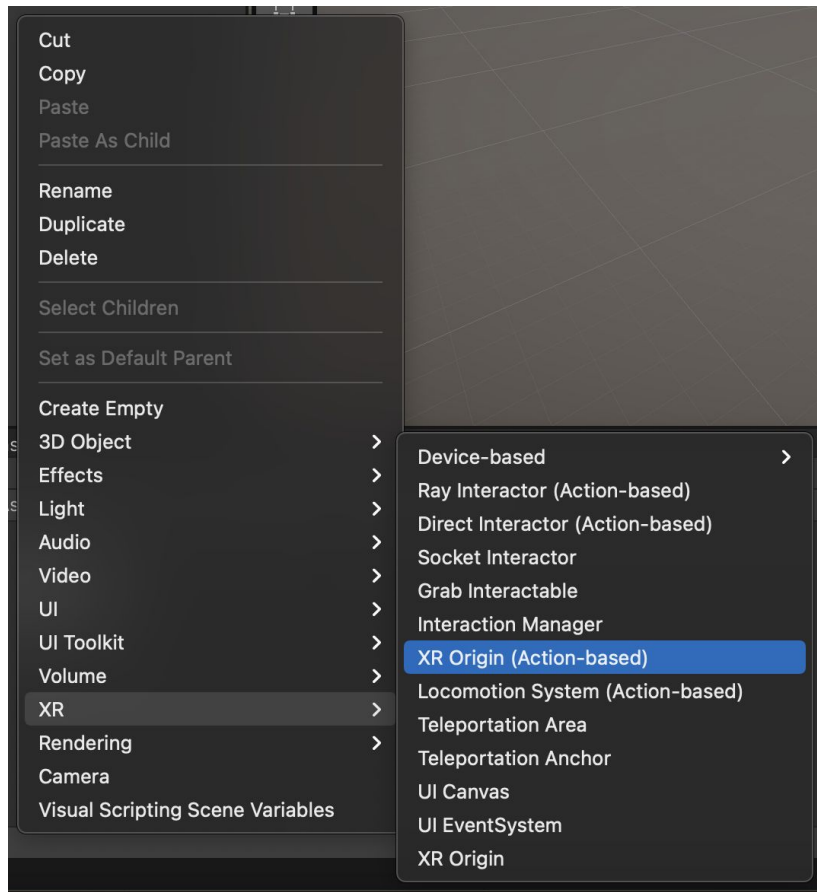 Cut
Copy
Paste
Paste As Child
Rename
Duplicate
Delete
Select Children
Set as Default Parent
Create Empty
3D Object
Effects
Light
Audio
Video
UI
UI Toolkit
Volume
XR
Rendering
Camera
Visual Scripting Scene Variables
Device-based
Ray Interactor (Action-based)
Direct Interactor (Action-based)
Socket Interactor
Grab Interactable
Interaction Manager
XR Origin (Action-based)
Locomotion System (Action-based)
Teleportation Area
Teleportation Anchor
UI Canvas
UI EventSystem
XR Origin